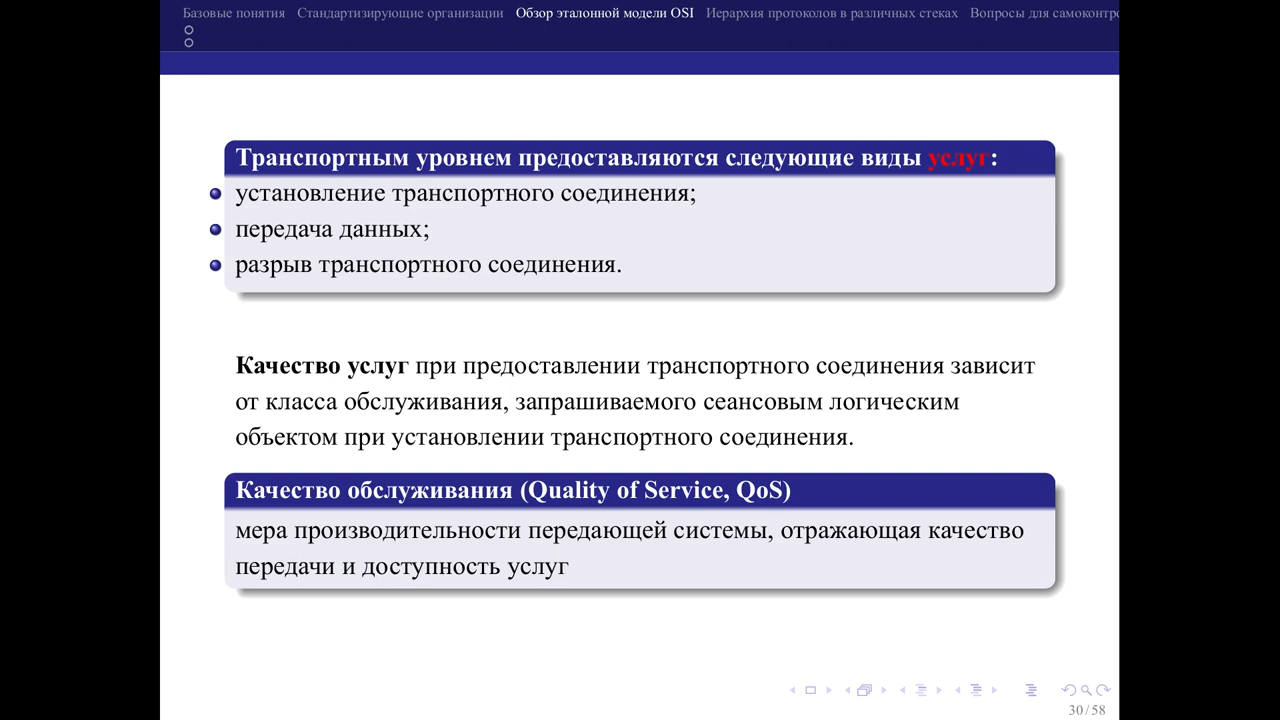 Базовые понятия Стандартизирующие организации Обзор эталонной модели OSI Иерархия протоколов в различных стеках Вопросы для самоконтро
Транспортным уровнем предоставляются следующие виды услуг:
установление транспортного соединения;
передача данных;
разрыв транспортного соединения.
Качество услуг при предоставлении транспортного соединения зависит
от класса обслуживания, запрашиваемого сеансовым логическим
объектом при установлении транспортного соединения.
Качество обслуживания (Quality of Service, QoS)
мера производительности передающей системы, отражающая качество
передачи и доступность услуг
30 / 58